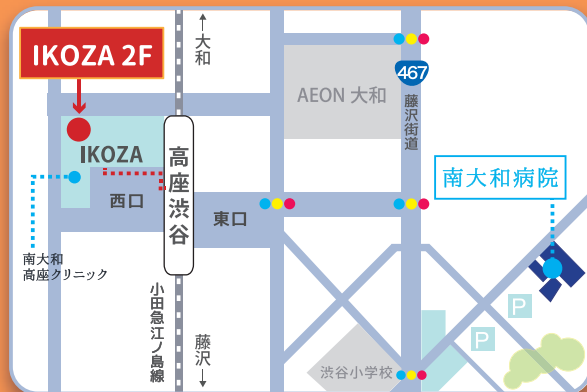 IKOZA 2F
↑大和
467
AEON 大和
藤沢街道
IKOZA
高座渋谷
南大和病院
西口
東口
南大和
高座クリニック
小田急江ノ島線
藤沢↓
P
P
渋谷小学校